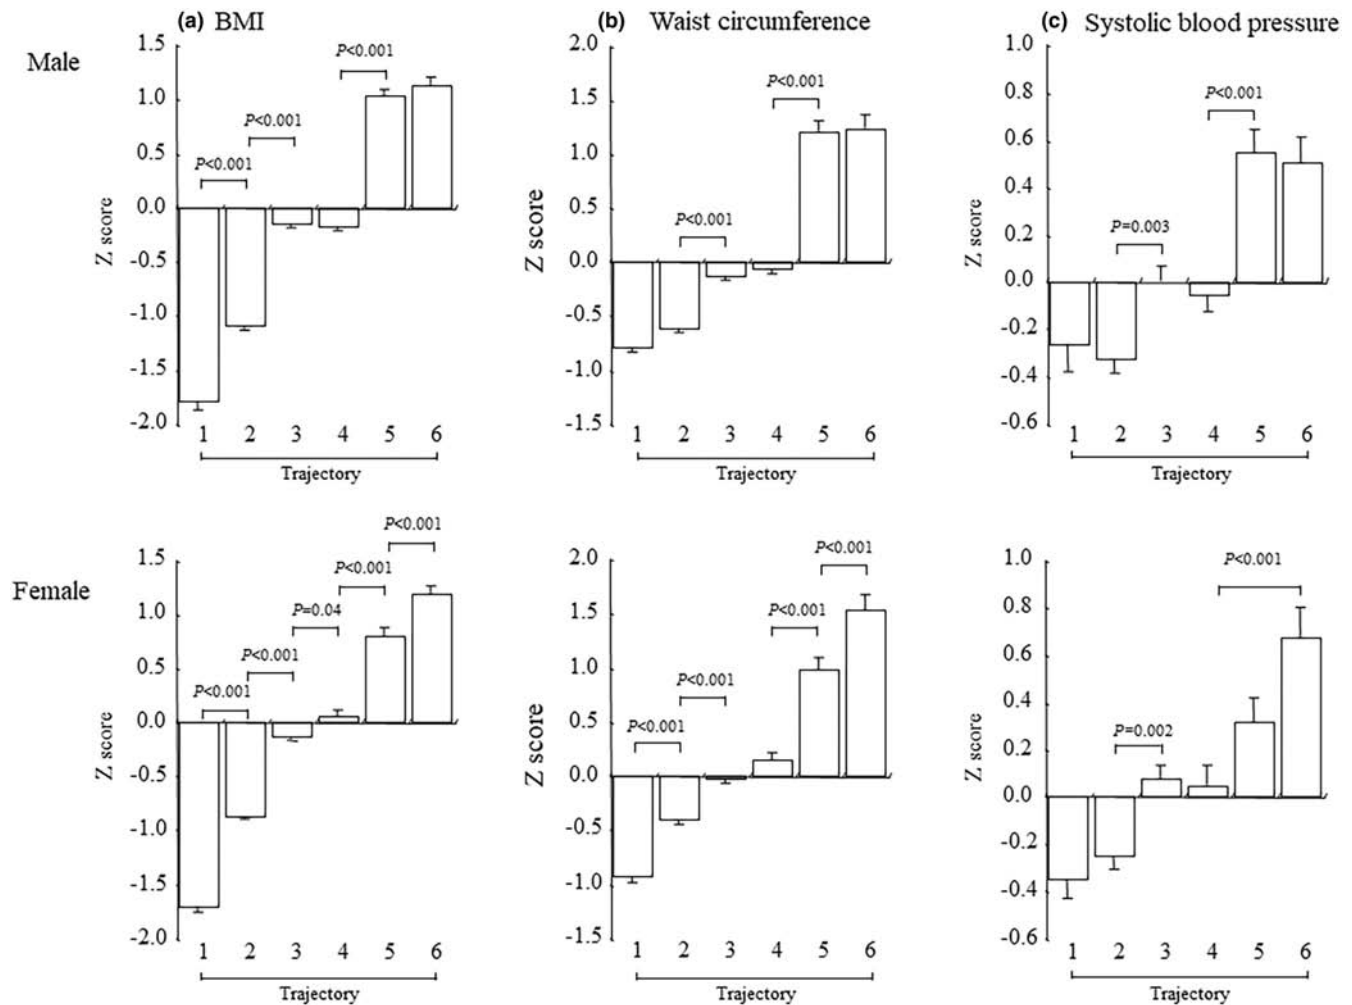 (a) BMI
(b) Waist circumference
(c) Systolic blood pressure
Male
Z score
1.5
1.0
0.5
0.0
-0.5
-1.0
-1.5
-2.0
P<0.001
P<0.001
P<0.001
1 2 3 4 5 6
Trajectory
Z score
2.0
1.5
1.0
0.5
0.0
-0.5
-1.0
-1.5
P<0.001
P<0.001
1 2 3 4 5 6
Trajectory
Z score
1.0
0.8
0.6
0.4
0.2
0.0
-0.2
-0.4
-0.6
P=0.003
P<0.001
1 2 3 4 5 6
Trajectory
Female
Z score
1.5
1.0
0.5
0.0
-0.5
-1.0
-1.5
-2.0
P<0.001
P<0.001
P=0.04
P<0.001
P<0.001
1 2 3 4 5 6
Trajectory
Z score
2.0
1.5
1.0
0.5
0.0
-0.5
-1.0
-1.5
P<0.001
P<0.001
P<0.001
P<0.001
1 2 3 4 5 6
Trajectory
Z score
1.0
0.8
0.6
0.4
0.2
0.0
-0.2
-0.4
-0.6
P=0.002
P<0.001
1 2 3 4 5 6
Trajectory